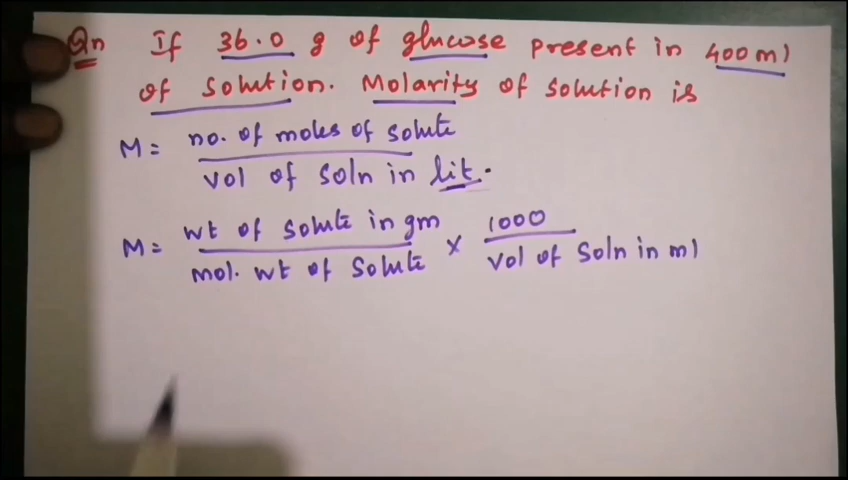 Qn If 36.0 g of glucose present in 400 ml
of solution. Molarity of solution is
M = no. of moles of solute
vol of soln in lit.
M = wt of solute in gm × 1000
mol. wt of solute vol of soln in ml